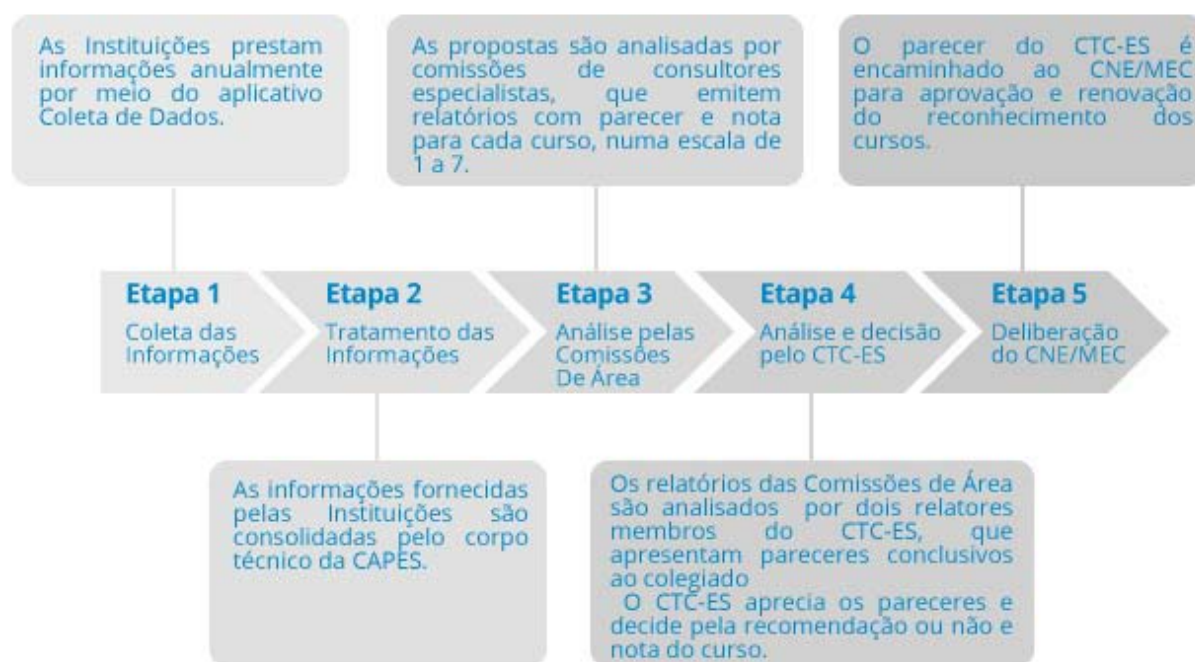 As Instituições prestam
informações anualmente
por meio do aplicativo
Coleta de Dados.
As propostas são analisadas por
comissões de consultores
especialistas, que emitem
relatórios com parecer e nota
para cada curso, numa escala de
1 a 7.
O parecer do CTC-ES é
encaminhado ao CNE/MEC
para aprovação e renovação
do reconhecimento dos
cursos.
Etapa 1
Coleta das
Informações
Etapa 2
Tratamento das
Informações
Etapa 3
Análise pelas
Comissões
De Área
Etapa 4
Análise e decisão
pelo CTC-ES
Etapa 5
Deliberação
do CNE/MEC
As informações fornecidas
pelas Instituições são
consolidadas pelo corpo
técnico da CAPES.
Os relatórios das Comissões de Área
são analisados por dois relatores
membros do CTC-ES, que
apresentam pareceres conclusivos
ao colegiado
O CTC-ES aprecia os pareceres e
decide pela recomendação ou não e
nota do curso.